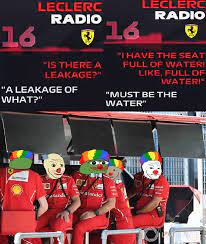 LECLERC
RADIO
16
"IS THERE A
LEAKAGE?"
"A LEAKAGE OF
WHAT?"
LECLERC
RADIO
16
"I HAVE THE SEAT
FULL OF WATER!
LIKE, FULL OF
WATER!"
"MUST BE THE
WATER"